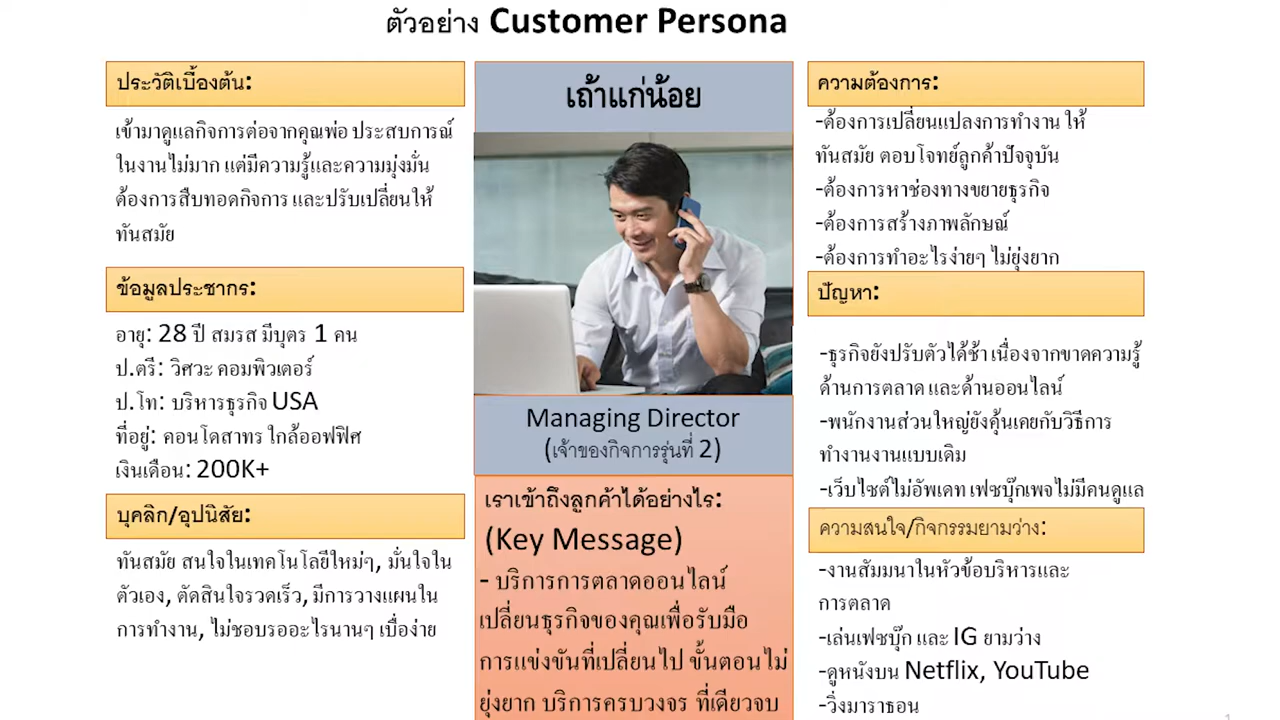 ตัวอย่าง Customer Persona
ประวัติเบื้องต้น:
เข้ามาดูแลกิจการต่อจากคุณพ่อ ประสบการณ์
ในงานไม่มาก แต่มีความรู้และความมุ่งมั่น
ต้องการสืบทอดกิจการ และปรับเปลี่ยนให้
ทันสมัย
ข้อมูลประชากร:
อายุ: 28 ปี สมรส มีบุตร 1 คน
ป.ตรี: วิศวะ คอมพิวเตอร์
ป.โท: บริหารธุรกิจ USA
ที่อยู่: คอนโดสาทร ใกล้ออฟฟิศ
เงินเดือน: 200K+
บุคลิก/อุปนิสัย:
ทันสมัย สนใจในเทคโนโลยีใหม่ๆ, มั่นใจใน
ตัวเอง, ตัดสินใจรวดเร็ว, มีการวางแผนใน
การทำงาน, ไม่ชอบรออะไรนานๆ เบื่อง่าย
เถ้าแก่น้อย
Managing Director
(เจ้าของกิจการรุ่นที่ 2)
เราเข้าถึงลูกค้าได้อย่างไร:
(Key Message)
- บริการการตลาดออนไลน์
เปลี่ยนธุรกิจของคุณเพื่อรับมือ
การแข่งขันที่เปลี่ยนไป ขั้นตอนไม่
ยุ่งยาก บริการครบวงจร ที่เดียวจบ
ความต้องการ:
-ต้องการเปลี่ยนแปลงการทำงาน ให้
ทันสมัย ตอบโจทย์ลูกค้าปัจจุบัน
-ต้องการหาช่องทางขยายธุรกิจ
-ต้องการสร้างภาพลักษณ์
-ต้องการทำอะไรง่ายๆ ไม่ยุ่งยาก
ปัญหา:
-ธุรกิจยังปรับตัวได้ช้า เนื่องจากขาดความรู้
ด้านการตลาด และด้านออนไลน์
-พนักงานส่วนใหญ่ยังคุ้นเคยกับวิธีการ
ทำงานงานแบบเดิม
-เว็บไซต์ไม่อัพเดท เฟซบุ๊กเพจไม่มีคนดูแล
ความสนใจ/กิจกรรมยามว่าง:
-งานสัมมนาในหัวข้อบริหารและ
การตลาด
-เล่นเฟซบุ๊ก และ IG ยามว่าง
-ดูหนังบน Netflix, YouTube
-วิ่งมาราธอน
1